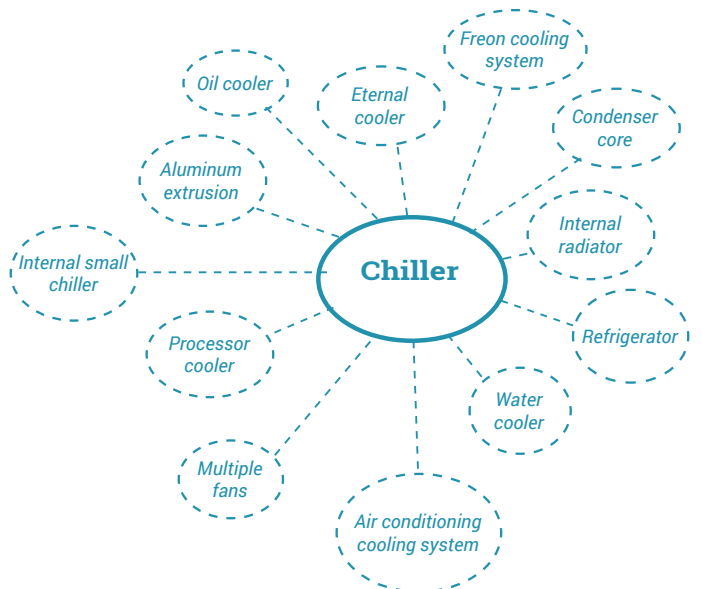 Freon cooling
system
Oil cooler
Eternal
cooler
Condenser
core
Aluminum
extrusion
Internal
radiator
Internal small
chiller
Chiller
Processor
cooler
Refrigerator
Water
cooler
Multiple
fans
Air conditioning
cooling system